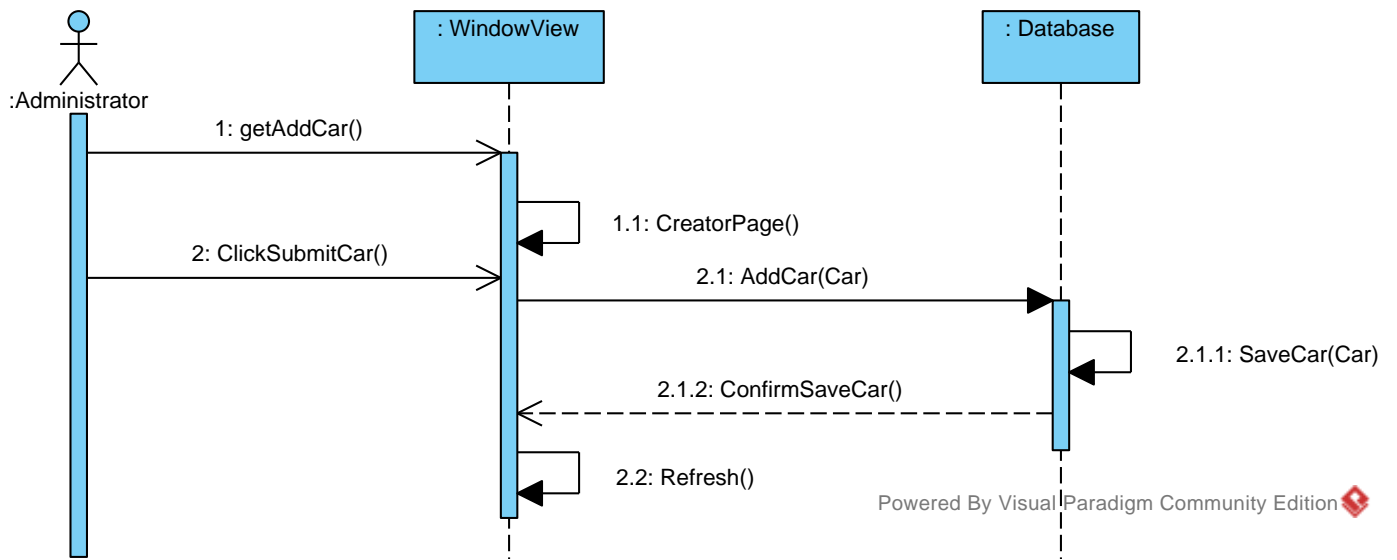 : WindowView
: Database
:Administrator
1: getAddCar()
1.1: CreatorPage()
2: ClickSubmitCar()
2.1: AddCar(Car)
2.1.1: SaveCar(Car)
2.1.2: ConfirmSaveCar()
2.2: Refresh()
Powered By Visual Paradigm Community Edition